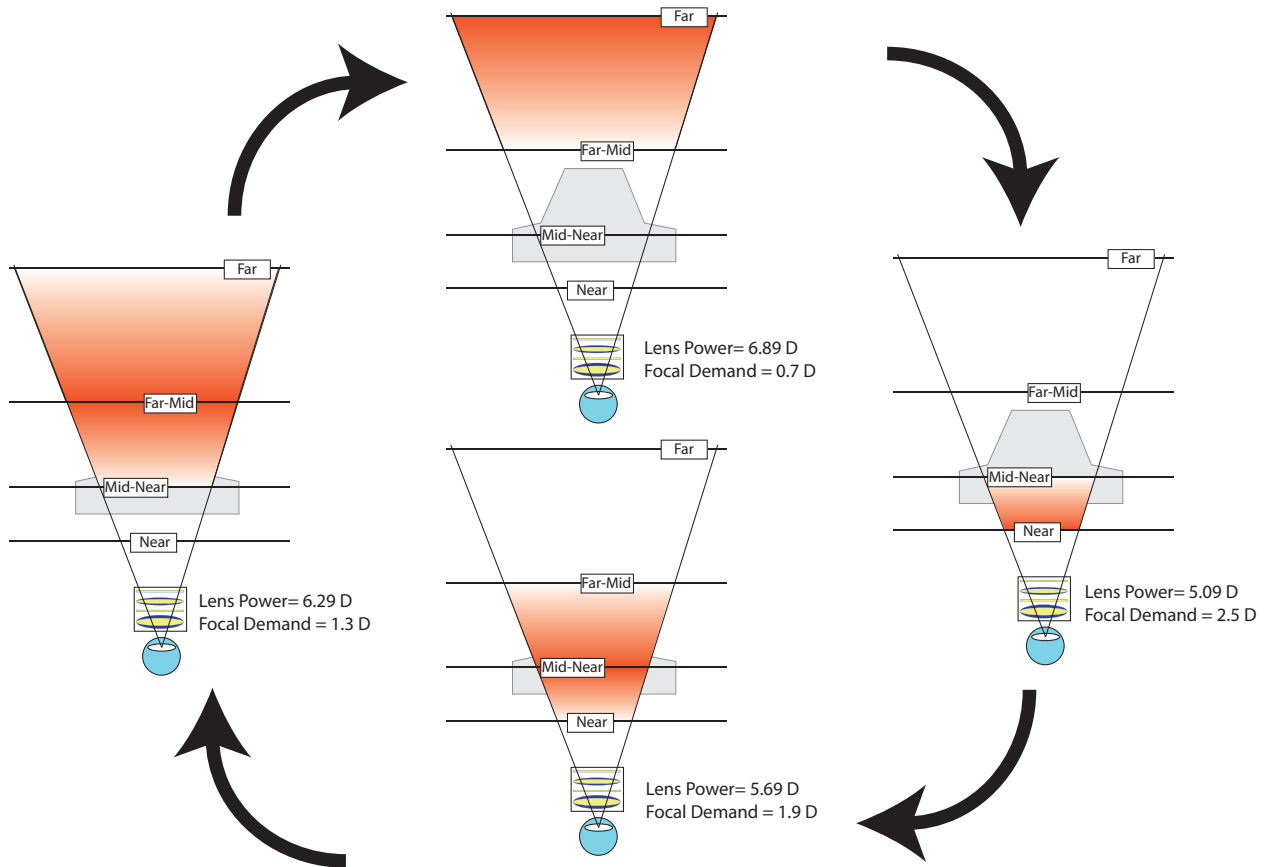 Far
Far-Mid
Mid-Near
Near
Lens Power= 6.89 D
Focal Demand = 0.7 D
Far
Far-Mid
Mid-Near
Near
Lens Power= 5.09 D
Focal Demand = 2.5 D
Far
Far-Mid
Mid-Near
Near
Lens Power= 5.69 D
Focal Demand = 1.9 D
Far
Far-Mid
Mid-Near
Near
Lens Power= 6.29 D
Focal Demand = 1.3 D